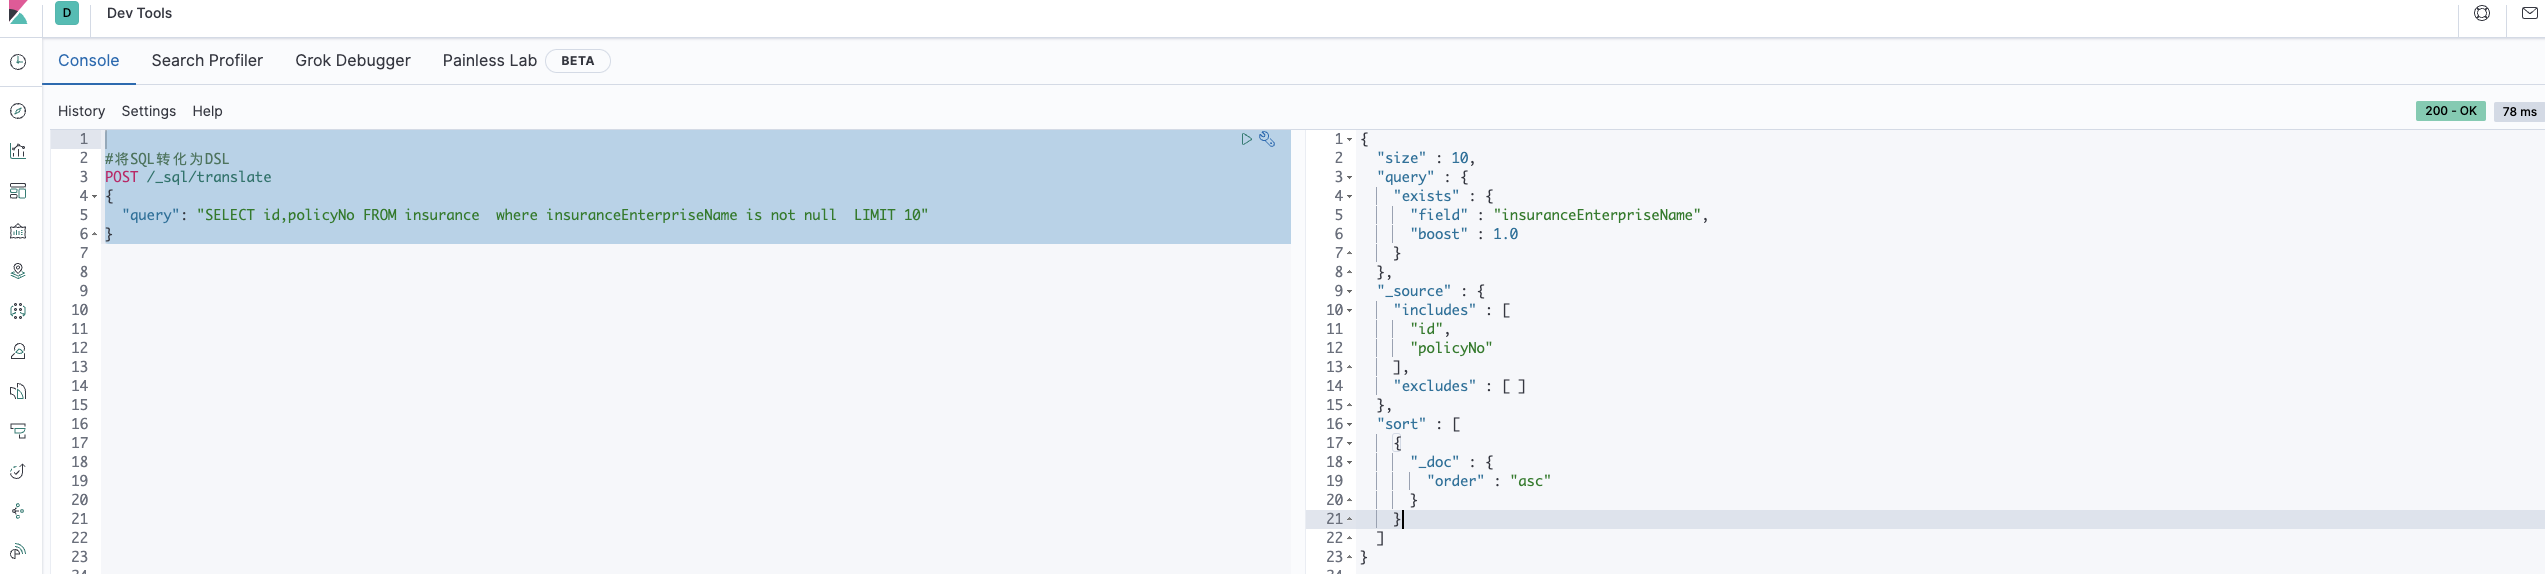 D Dev Tools
Console Search Profiler Grok Debugger Painless Lab BETA
History Settings Help
200 - OK 78 ms
1
2 #将SQL转化为DSL
3 POST /_sql/translate
4 {
5 "query": "SELECT id,policyNo FROM insurance  where insuranceEnterpriseName is not null  LIMIT 10"
6 }
7
8
9
10
11
12
13
14
15
16
17
18
19
20
21
22
23
1 {
2 "size" : 10,
3 "query" : {
4 "exists" : {
5 "field" : "insuranceEnterpriseName",
6 "boost" : 1.0
7 }
8 },
9 "_source" : {
10 "includes" : [
11 "id",
12 "policyNo"
13 ],
14 "excludes" : [ ]
15 },
16 "sort" : [
17 {
18 "_doc" : {
19 "order" : "asc"
20 }
21 }
22 ]
23 }